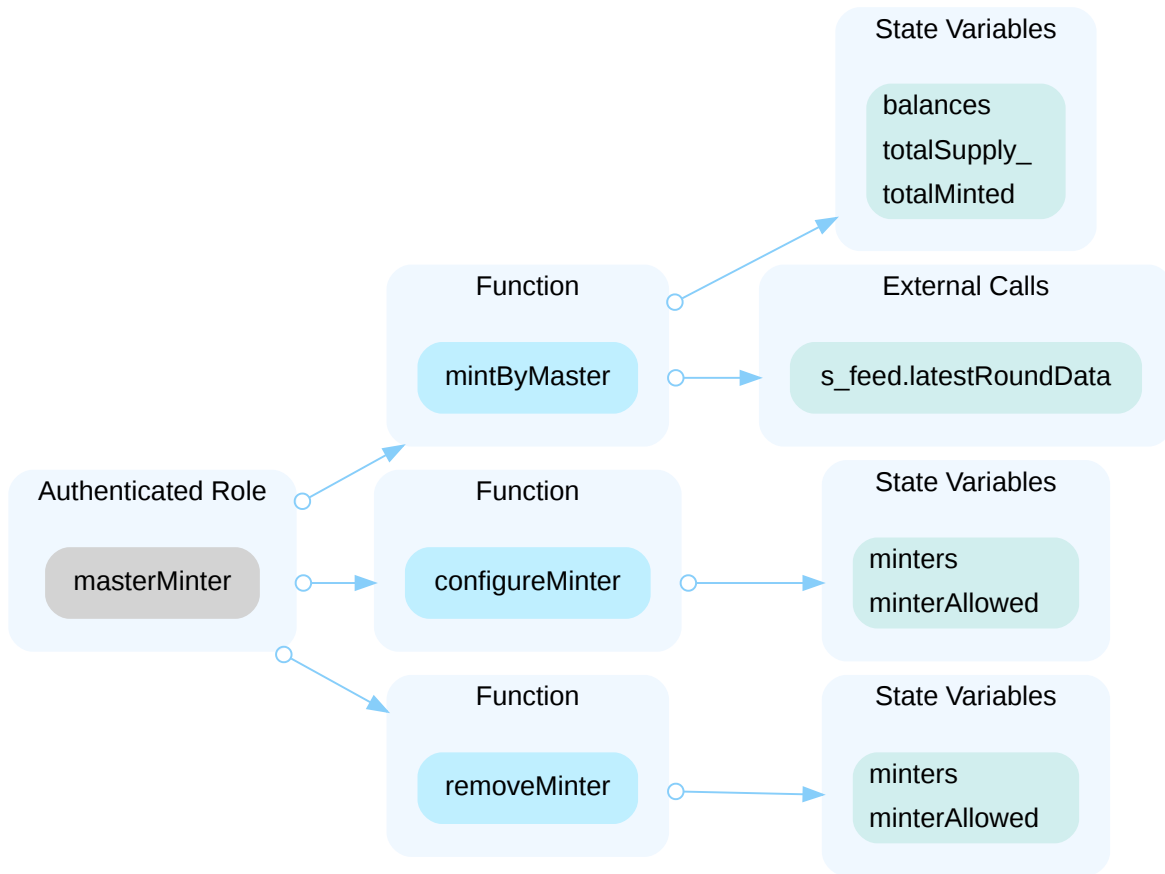 State Variables
balances
totalSupply_
totalMinted
Function
mintByMaster
External Calls
s_feed.latestRoundData
Authenticated Role
masterMinter
Function
configureMinter
State Variables
minters
minterAllowed
Function
removeMinter
State Variables
minters
minterAllowed